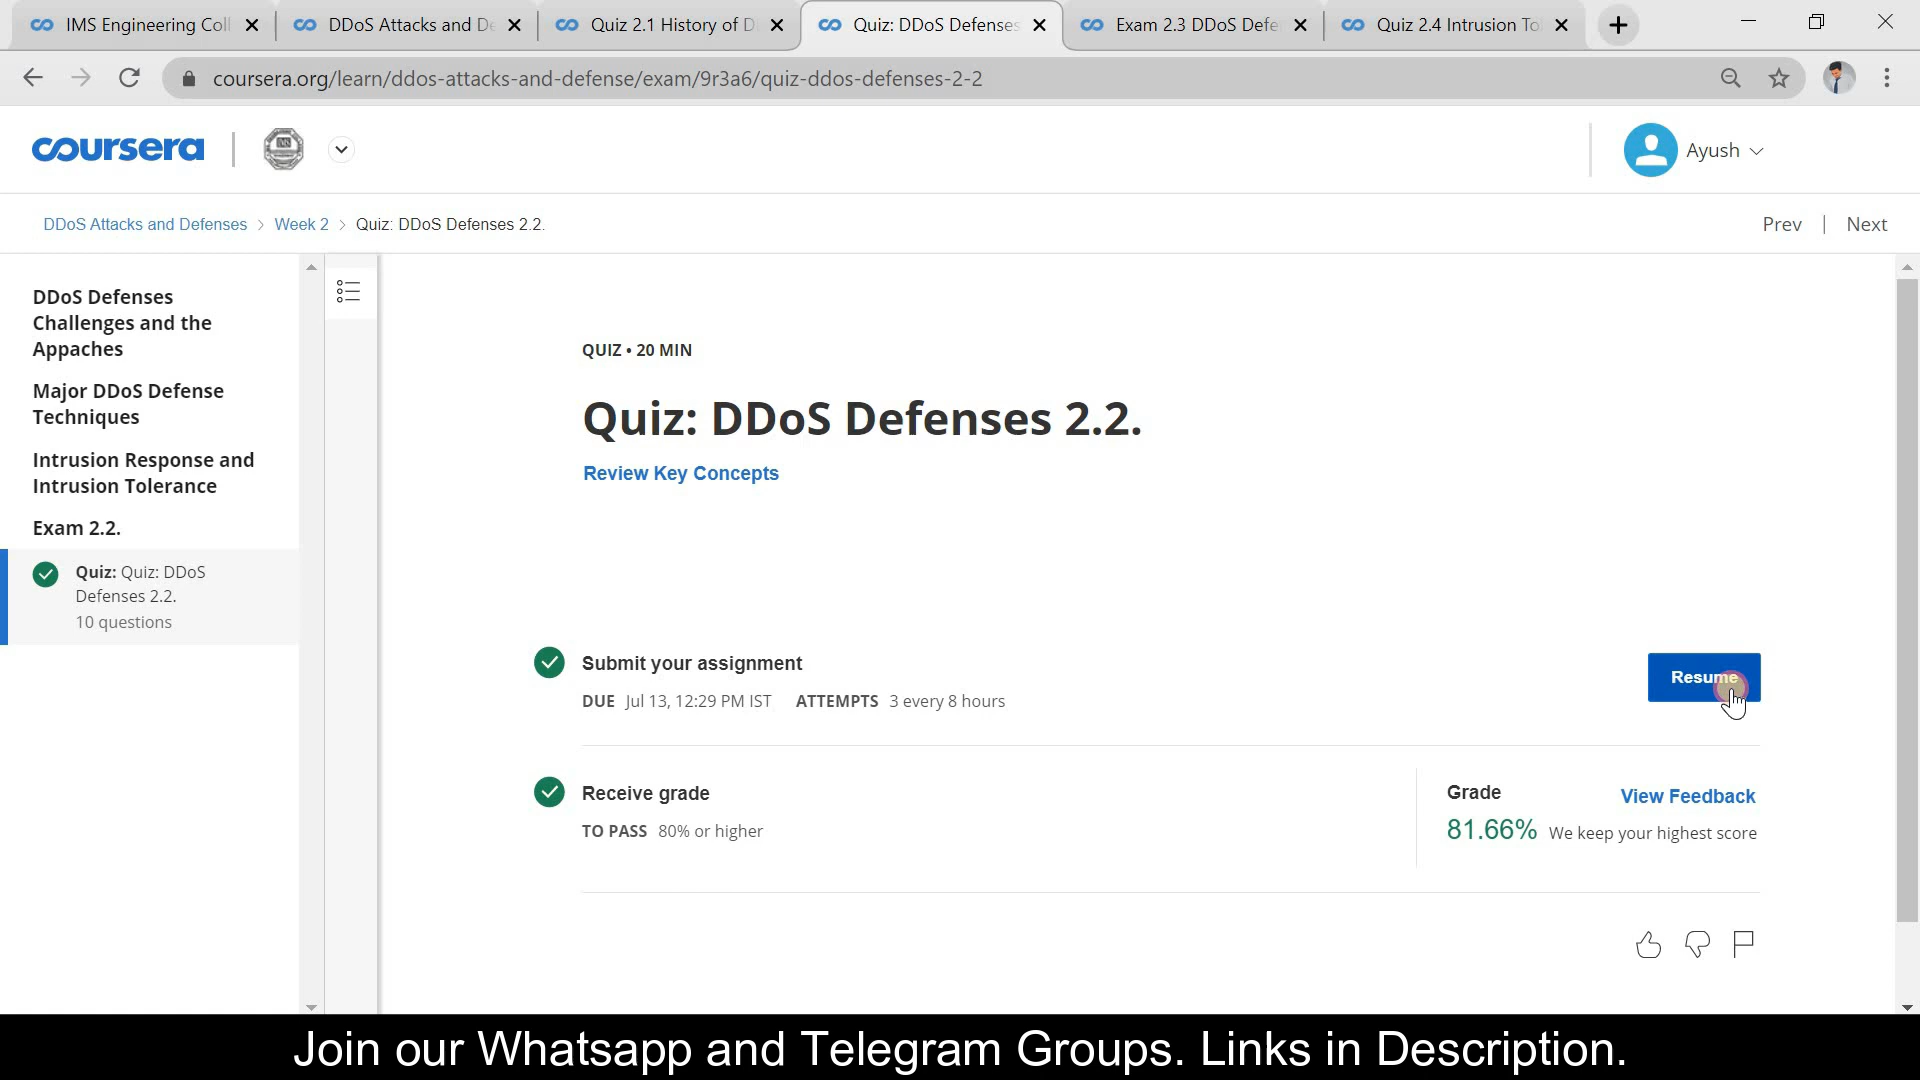 IMS Engineering Coll
DDoS Attacks and De
Quiz 2.1 History of D
Quiz: DDoS Defenses
Exam 2.3 DDoS Defe
Quiz 2.4 Intrusion To
coursera.org/learn/ddos-attacks-and-defense/exam/9r3a6/quiz-ddos-defenses-2-2
coursera
IMS
Ayush
DDoS Attacks and Defenses > Week 2 > Quiz: DDoS Defenses 2.2.
Prev | Next
DDoS Defenses
Challenges and the
Appaches
Major DDoS Defense
Techniques
Intrusion Response and
Intrusion Tolerance
Exam 2.2.
Quiz: Quiz: DDoS
Defenses 2.2.
10 questions
QUIZ • 20 MIN
Quiz: DDoS Defenses 2.2.
Review Key Concepts
Submit your assignment
DUE Jul 13, 12:29 PM IST ATTEMPTS 3 every 8 hours
Resume
Receive grade
TO PASS 80% or higher
Grade
View Feedback
81.66% We keep your highest score
Join our Whatsapp and Telegram Groups. Links in Description.